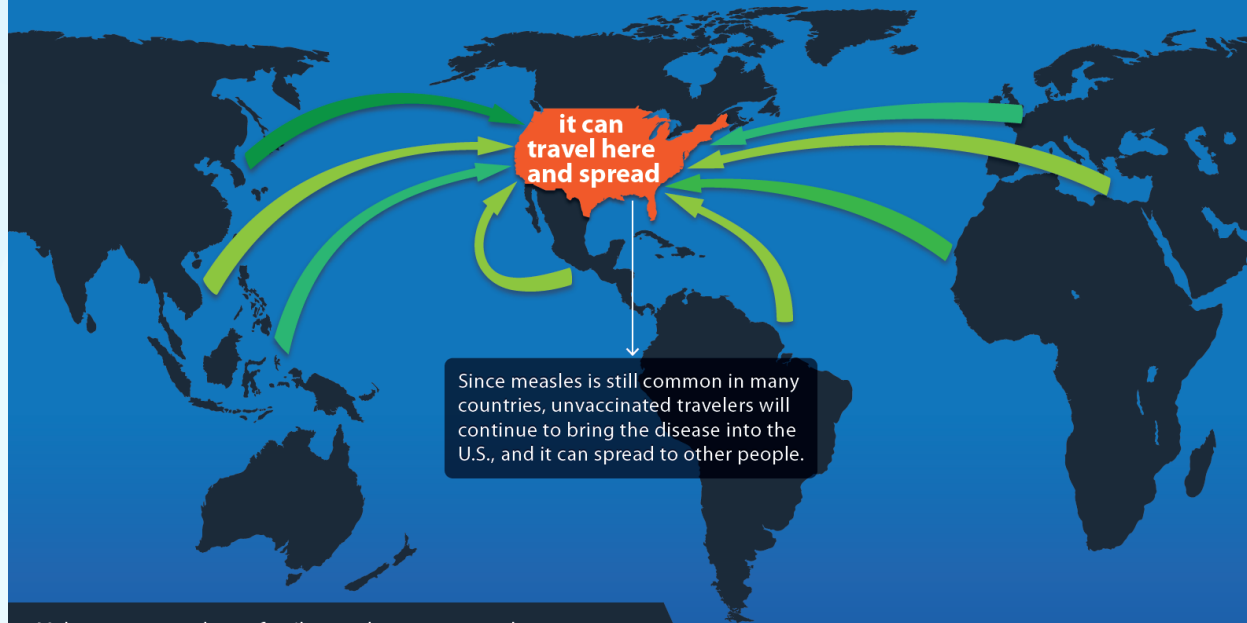 it can
travel here
and spread
Since measles is still common in many
countries, unvaccinated travelers will
continue to bring the disease into the
U.S., and it can spread to other people.